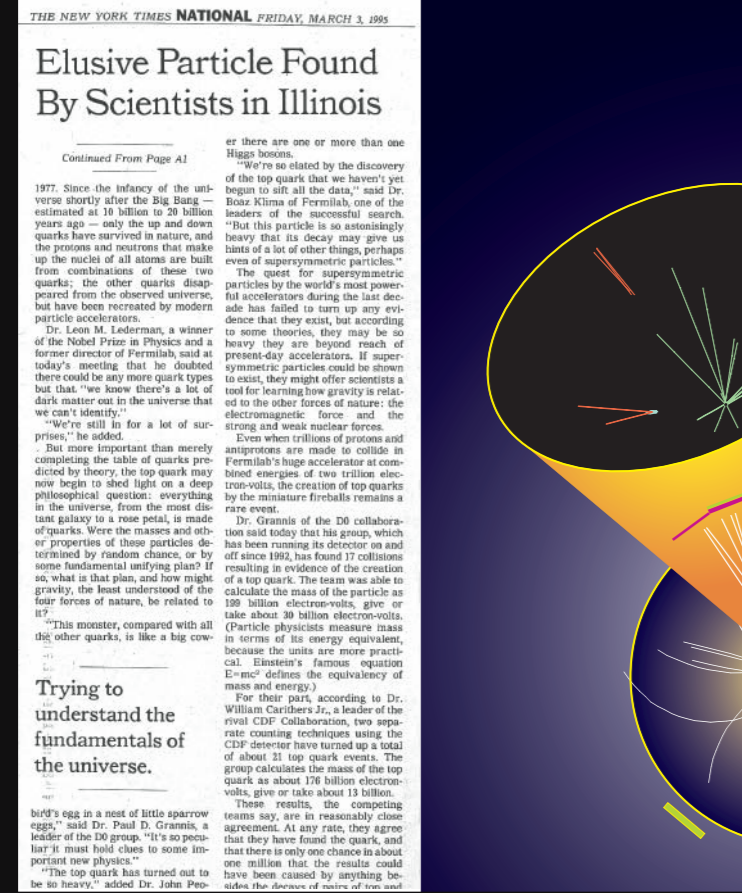 THE NEW YORK TIMES NATIONAL FRIDAY, MARCH 3, 1995
Elusive Particle Found
By Scientists in Illinois
Continued From Page A1
1977. Since the infancy of the uni-
verse shortly after the Big Bang —
estimated at 10 billion to 20 billion
years ago — only the up and down
quarks have survived in nature, and
the protons and neutrons that make
up the nuclei of all atoms are built
from combinations of these two
quarks; the other quarks disap-
peared from the observed universe,
but have been recreated by modern
particle accelerators.
Dr. Leon M. Lederman, a winner
of the Nobel Prize in Physics and a
former director of Fermilab, said at
today's meeting that he doubted
there could be any more quark types
but that "we know there's a lot of
dark matter out in the universe that
we can't identify."
"We're still in for a lot of sur-
prises," he added.
But more important than merely
completing the table of quarks pre-
dicted by theory, the top quark may
now begin to shed light on a deep
philosophical question: everything
in the universe, from the most dis-
tant galaxy to a rose petal, is made
of quarks. Were the masses and oth-
er properties of these particles de-
termined by random chance, or by
some fundamental unifying plan? If
so, what is that plan, and how might
gravity, the least understood of the
four forces of nature, be related to
it?
"This monster, compared with all
the other quarks, is like a big cow-
Trying to
understand the
fundamentals of
the universe.
bird's egg in a nest of little sparrow
eggs," said Dr. Paul D. Grannis, a
leader of the D0 group. "It's so pecu-
liar it must hold clues to some im-
portant new physics."
"The top quark has turned out to
be so heavy," added Dr. John Peo-
er there are one or more than one
Higgs bosons.
"We're so elated by the discovery
of the top quark that we haven't yet
begun to sift all the data," said Dr.
Boaz Klima of Fermilab, one of the
leaders of the successful search.
"But this particle is so astonishingly
heavy that its decay may give us
hints of a lot of other things, perhaps
even of supersymmetric particles."
The quest for supersymmetric
particles by the world's most power-
ful accelerators during the last dec-
ade has failed to turn up any evi-
dence that they exist, but according
to some theories, they may be so
heavy they are beyond reach of
present-day accelerators. If super-
symmetric particles could be shown
to exist, they might offer scientists a
tool for learning how gravity is relat-
ed to the other forces of nature: the
electromagnetic force and the
strong and weak nuclear forces.
Even when trillions of protons and
antiprotons are made to collide in
Fermilab's huge accelerator at com-
bined energies of two trillion elec-
tron-volts, the creation of top quarks
by the miniature fireballs remains a
rare event.
Dr. Grannis of the D0 collabora-
tion said today that his group, which
has been running its detector on and
off since 1992, has found 17 collisions
resulting in evidence of the creation
of a top quark. The team was able to
calculate the mass of the particle as
199 billion electron-volts, give or
take about 30 billion electron-volts.
(Particle physicists measure mass
in terms of its energy equivalent,
because the units are more practi-
cal. Einstein's famous equation
E=mc² defines the equivalency of
mass and energy.)
For their part, according to Dr.
William Carithers Jr., a leader of the
rival CDF Collaboration, two sepa-
rate counting techniques using the
CDF detector have turned up a total
of about 21 top quark events. The
group calculates the mass of the top
quark as about 176 billion electron-
volts, give or take about 13 billion.
These results, the competing
teams say, are in reasonably close
agreement. At any rate, they agree
that they have found the quark, and
that there is only one chance in about
one million that the results could
have been caused by anything be-
sides the decays of pairs of top and